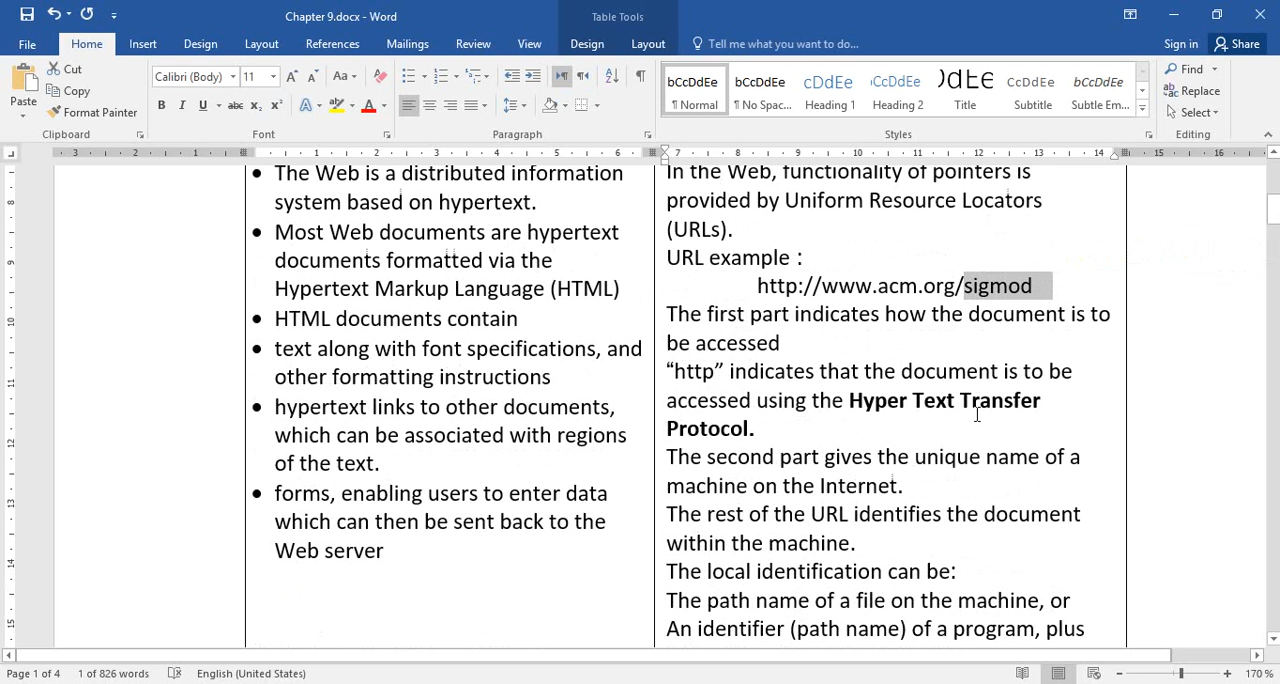 Chapter 9.docx - Word
Table Tools
File Home Insert Design Layout References Mailings Review View Design Layout Tell me what you want to do... Sign in Share
Paste
Cut
Copy
Format Painter
Clipboard
Calibri (Body) 11
Font
Paragraph
bCcDdEe bCcDdEe cDdEe cCcDdEe DdEe CcDdEe bCcDdEe
¶ Normal ¶ No Spac... Heading 1 Heading 2 Title Subtitle Subtle Em...
Styles
Find
Replace
Select
Editing
The Web is a distributed information
system based on hypertext.
Most Web documents are hypertext
documents formatted via the
Hypertext Markup Language (HTML)
HTML documents contain
text along with font specifications, and
other formatting instructions
hypertext links to other documents,
which can be associated with regions
of the text.
forms, enabling users to enter data
which can then be sent back to the
Web server
In the Web, functionality of pointers is
provided by Uniform Resource Locators
(URLs).
URL example :
http://www.acm.org/sigmod
The first part indicates how the document is to
be accessed
“http” indicates that the document is to be
accessed using the Hyper Text Transfer
Protocol.
The second part gives the unique name of a
machine on the Internet.
The rest of the URL identifies the document
within the machine.
The local identification can be:
The path name of a file on the machine, or
An identifier (path name) of a program, plus
Page 1 of 4 1 of 826 words English (United States) 170 %